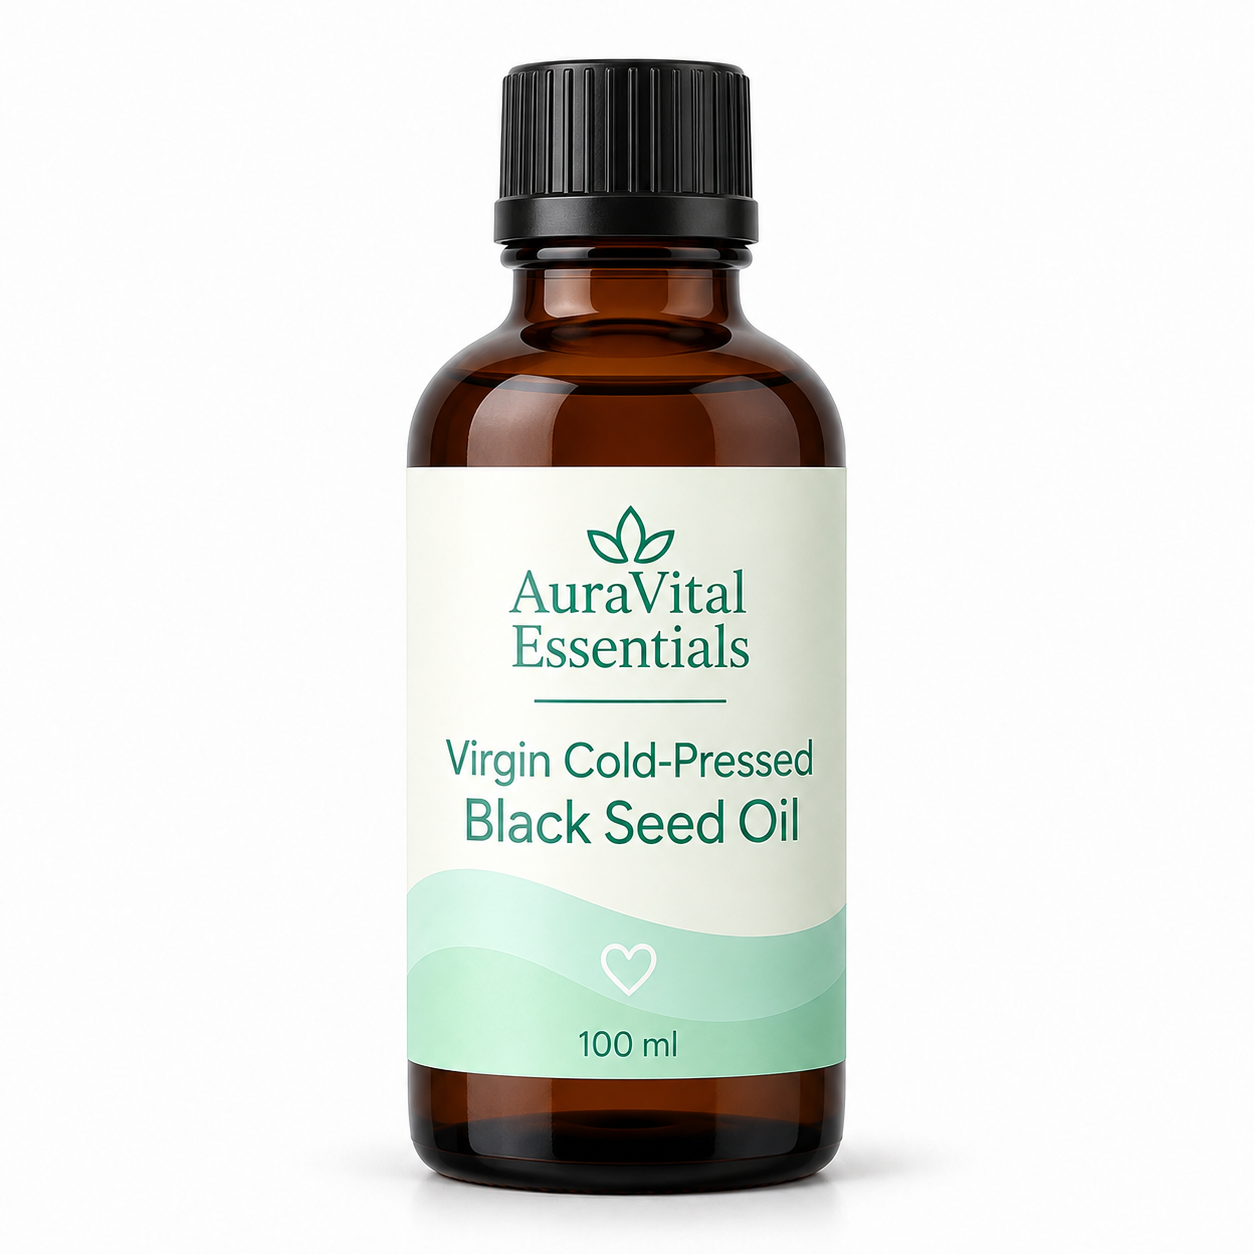 AuraVital
Essentials
Virgin Cold-Pressed
Black Seed Oil
100 ml